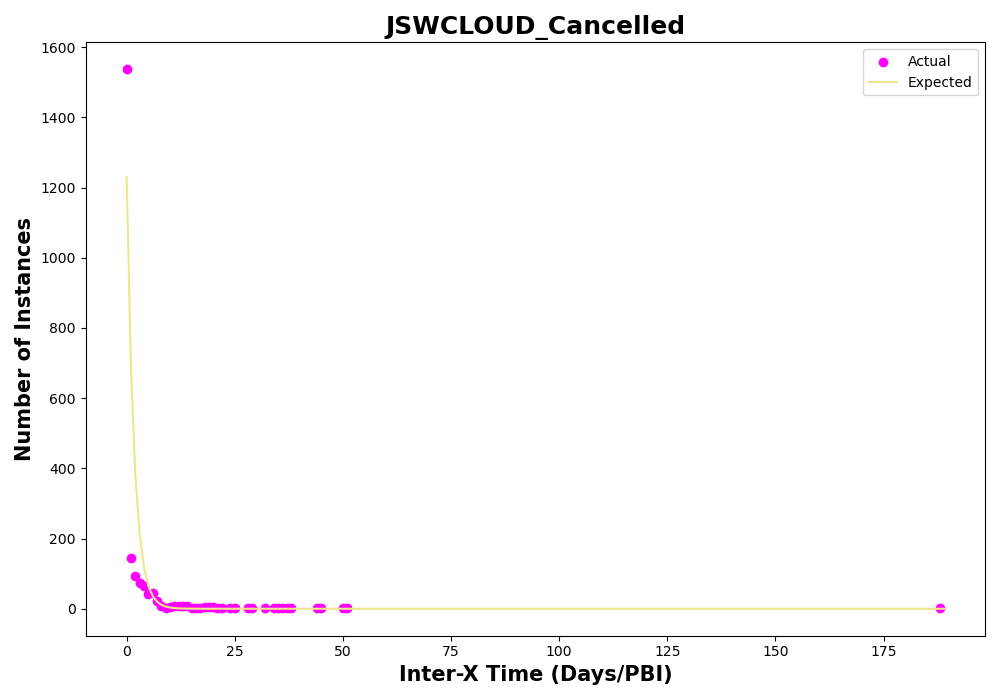 JSWCLOUD_Cancelled
Actual
Expected
Number of Instances
1600
1400
1200
1000
800
600
400
200
0
0 25 50 75 100 125 150 175
Inter-X Time (Days/PBI)